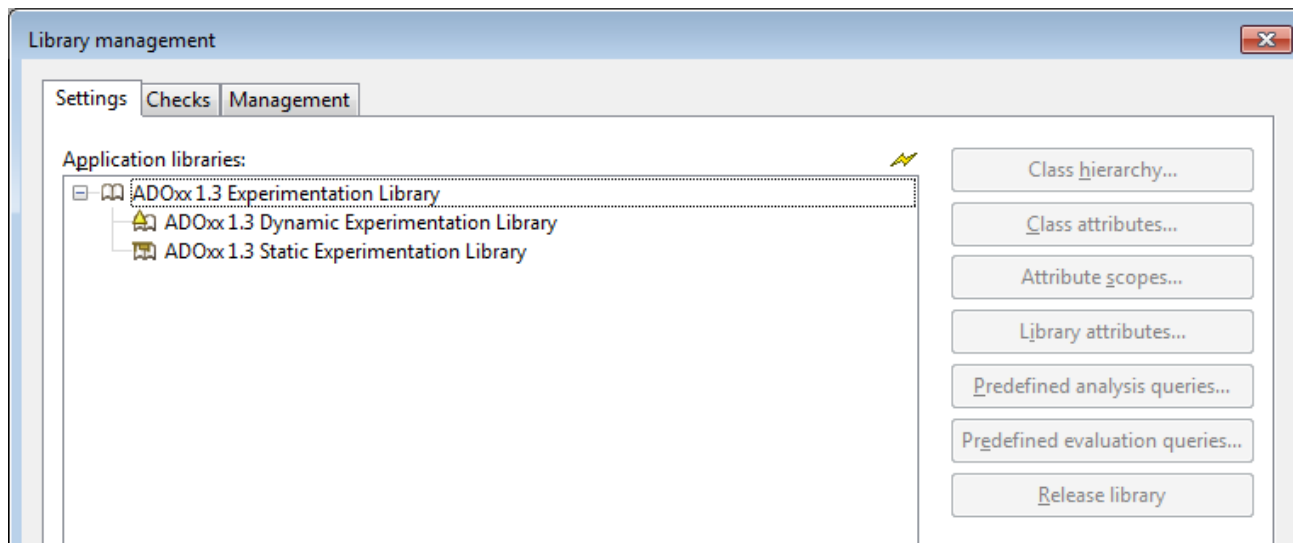 Library management
Settings Checks Management
Application libraries:
ADOxx 1.3 Experimentation Library
ADOxx 1.3 Dynamic Experimentation Library
ADOxx 1.3 Static Experimentation Library
Class hierarchy...
Class attributes...
Attribute scopes...
Library attributes...
Predefined analysis queries...
Predefined evaluation queries...
Release library